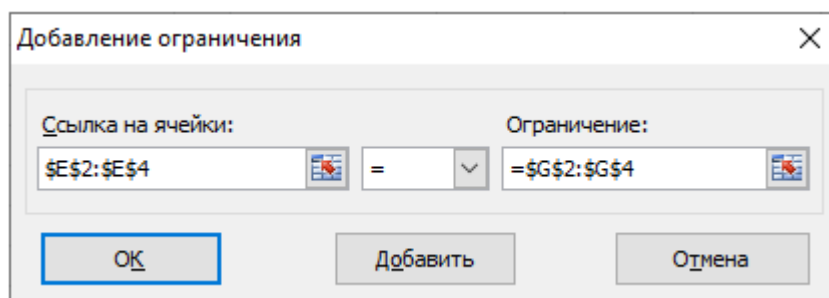 Добавление ограничения
Ссылка на ячейки:
Ограничение:
$E$2:$E$4
=
=$G$2:$G$4
ОК
Добавить
Отмена